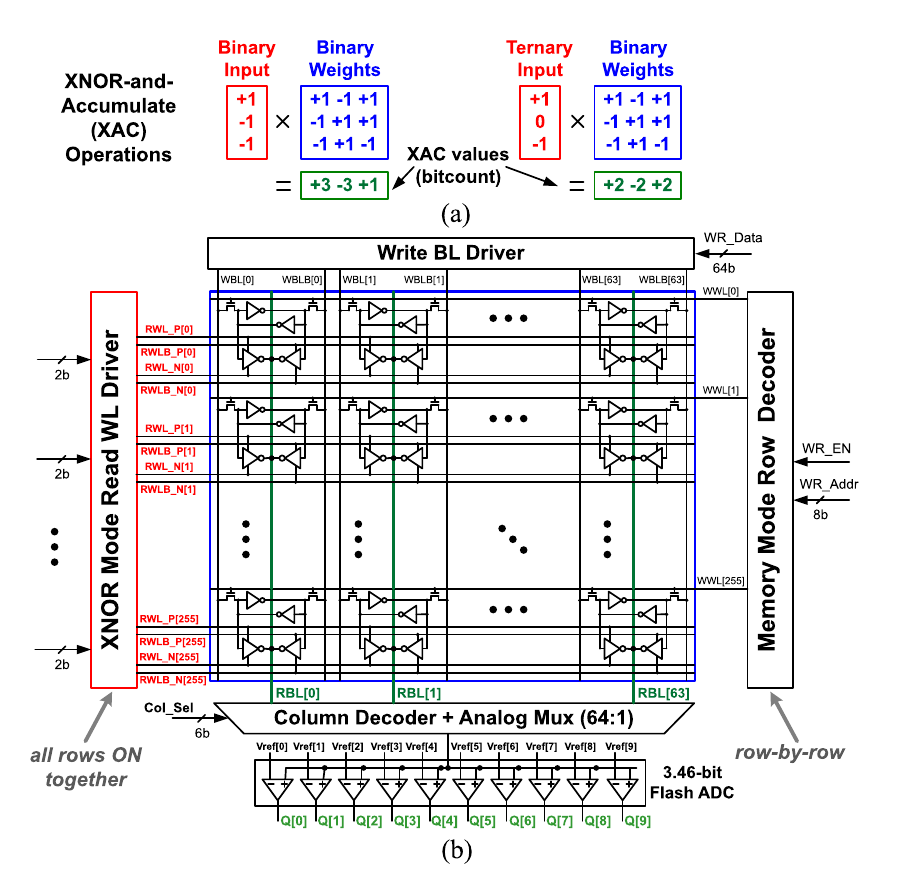 XNOR-and-
Accumulate
(XAC)
Operations
Binary
Input
Binary
Weights
+1
-1
-1
×
+1 -1 +1
-1 +1 +1
-1 +1 -1
= +3 -3 +1
XAC values
(bitcount)
Ternary
Input
Binary
Weights
+1
0
-1
×
+1 -1 +1
-1 +1 +1
-1 +1 -1
= +2 -2 +2
(a)
Write BL Driver
WR_Data
64b
WBL[0] WBLB[0] WBL[1] WBLB[1] WBL[63] WBLB[63] WWL[0]
XNOR Mode Read WL Driver
2b
RWL_P[0]
RWLB_P[0]
RWL_N[0]
RWLB_N[0]
WWL[1]
2b
RWL_P[1]
RWLB_P[1]
RWL_N[1]
RWLB_N[1]
Memory Mode Row Decoder
WR_EN
WR_Addr
8b
WWL[255]
2b
RWL_P[255]
RWLB_P[255]
RWL_N[255]
RWLB_N[255]
RBL[0] RBL[1] RBL[63]
Col_Sel
6b
Column Decoder + Analog Mux (64:1)
all rows ON
together
row-by-row
Vref[0] Vref[1] Vref[2] Vref[3] Vref[4] Vref[5] Vref[6] Vref[7] Vref[8] Vref[9]
- + - + - + - + - + - + - + - + - + - +
3.46-bit
Flash ADC
Q[0] Q[1] Q[2] Q[3] Q[4] Q[5] Q[6] Q[7] Q[8] Q[9]
(b)